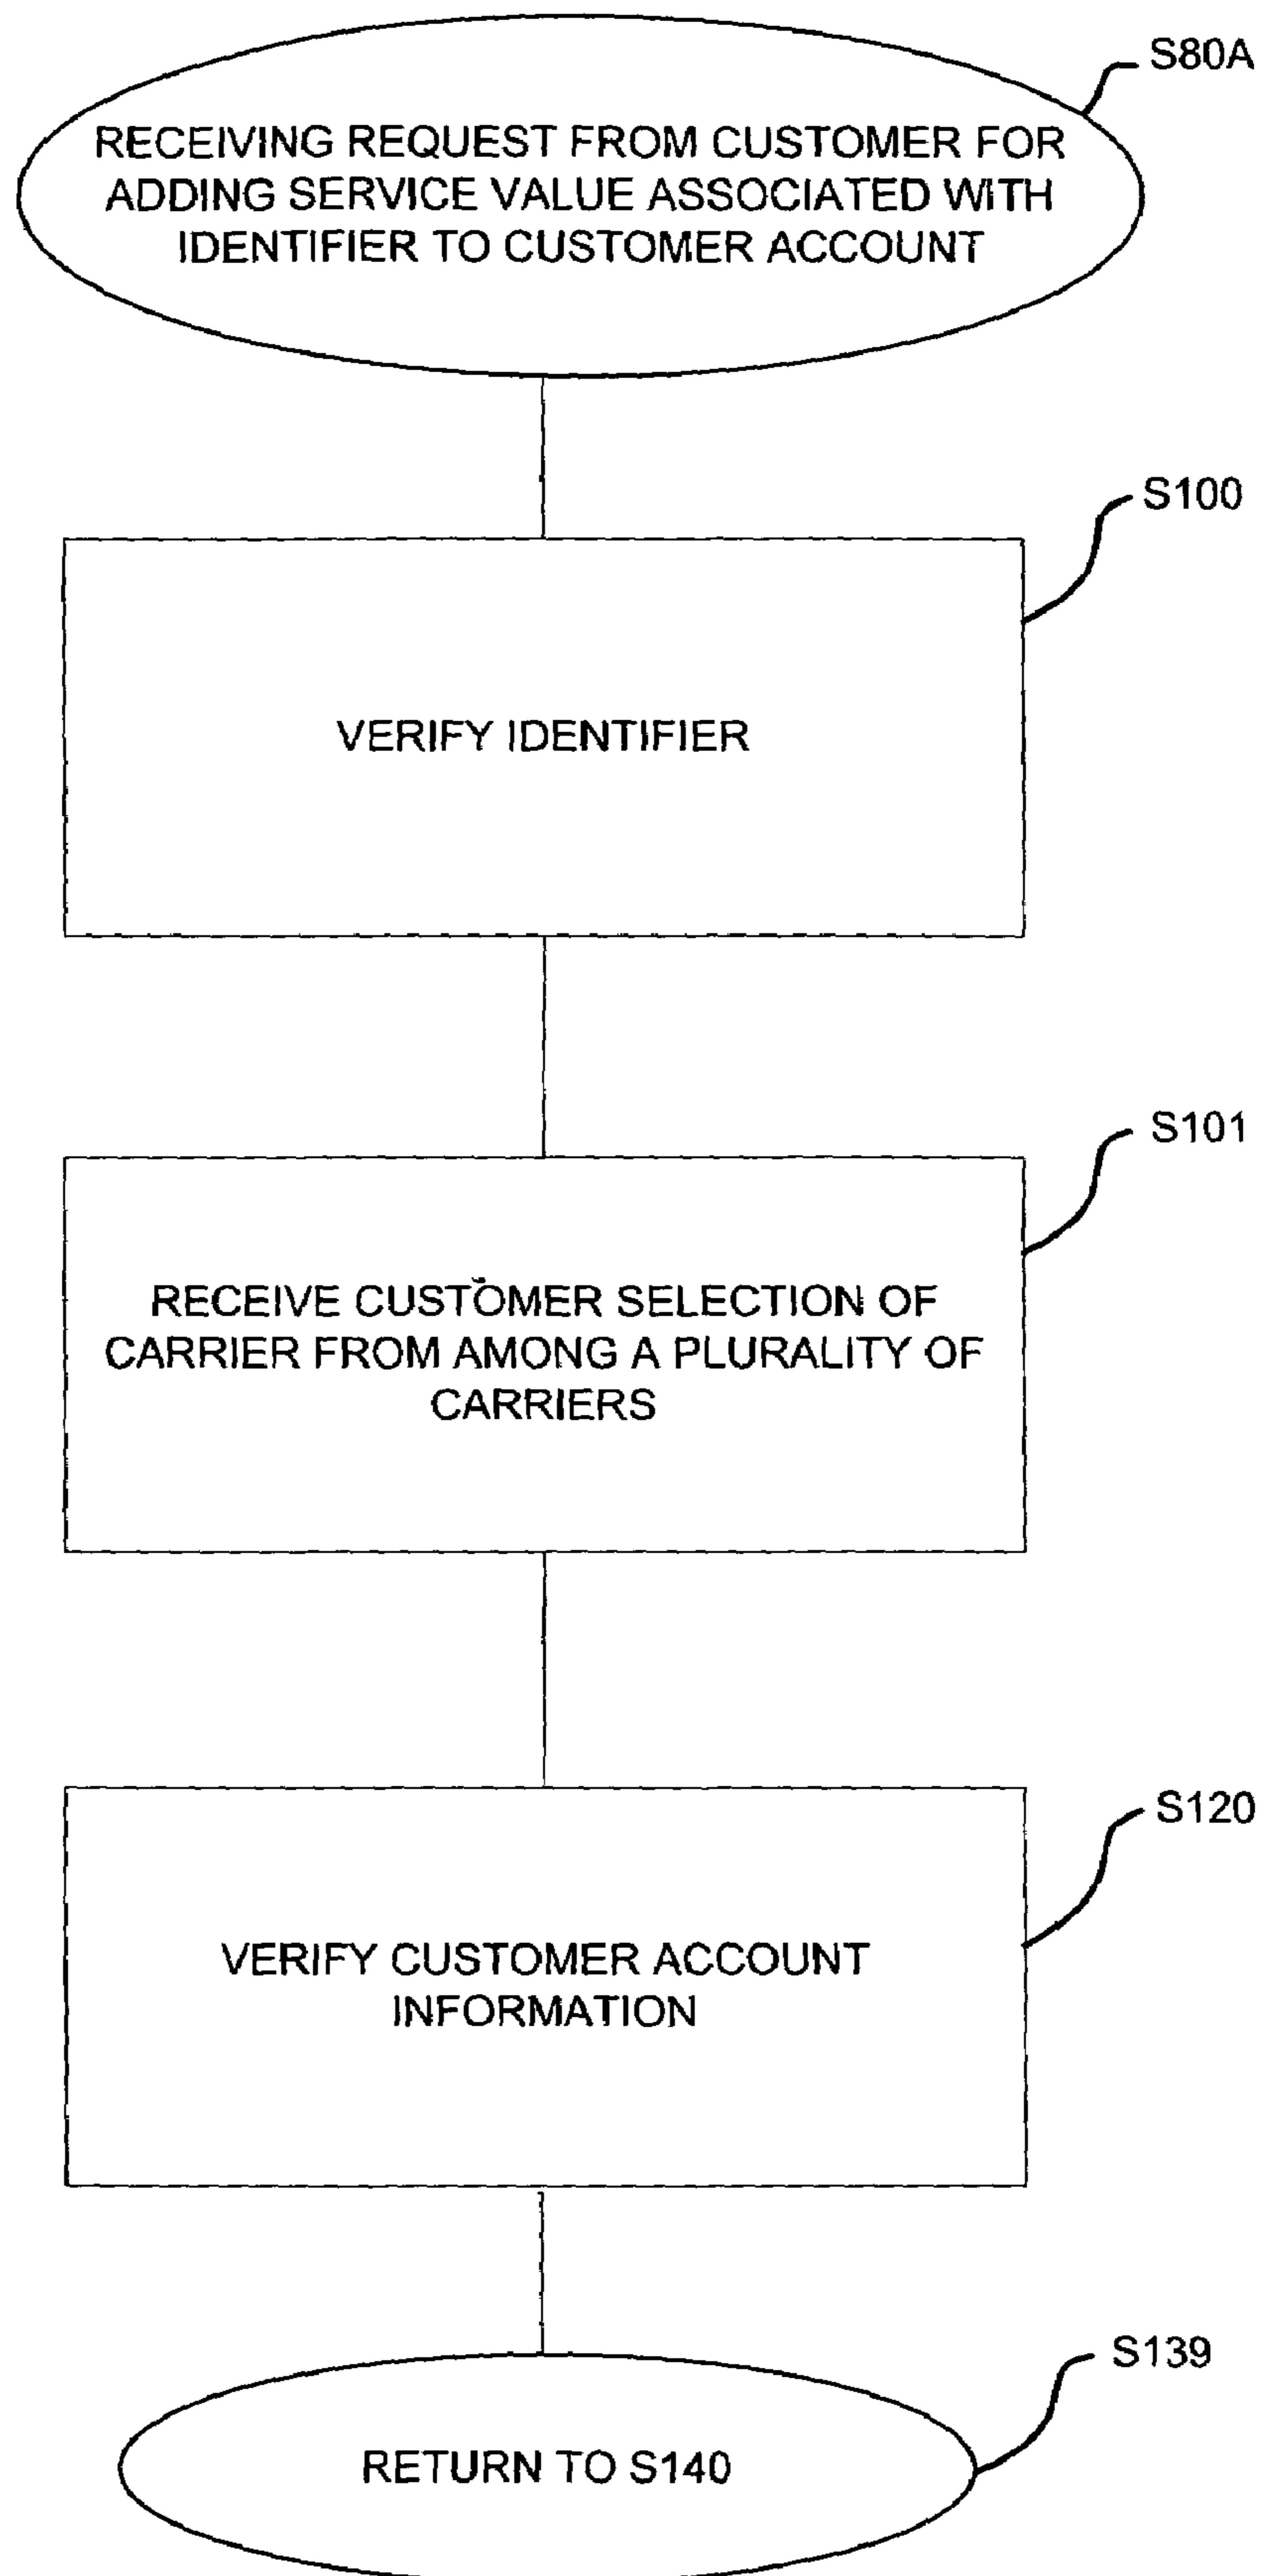 S80A
RECEIVING REQUEST FROM CUSTOMER FOR
ADDING SERVICE VALUE ASSOCIATED WITH
IDENTIFIER TO CUSTOMER ACCOUNT
S100
VERIFY IDENTIFIER
S101
RECEIVE CUSTOMER SELECTION OF
CARRIER FROM AMONG A PLURALITY OF
CARRIERS
S120
VERIFY CUSTOMER ACCOUNT
INFORMATION
S139
RETURN TO S140